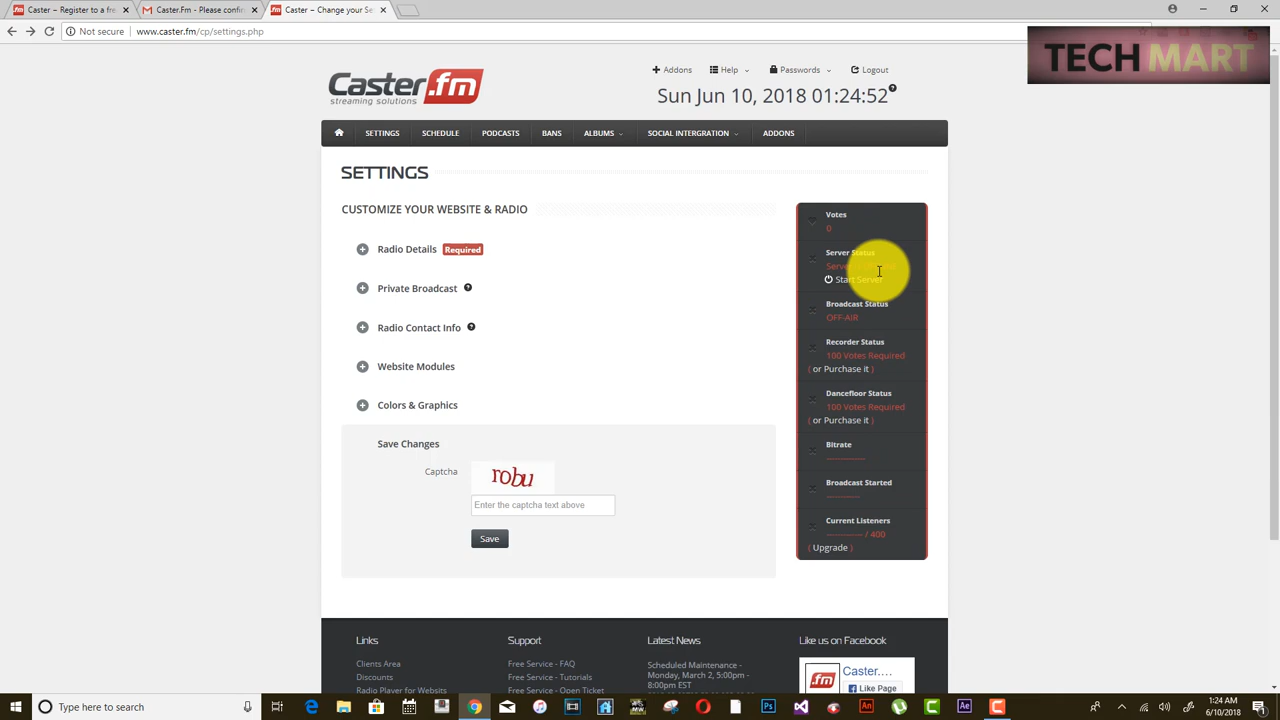 Caster – Register to a fre
Caster.Fm - Please confir
Caster – Change your Se
Not secure
www.caster.fm/cp/settings.php
TECH MART
Caster.fm
streaming solutions
Addons
Help
Passwords
Logout
Sun Jun 10, 2018 01:24:52
SETTINGS
SCHEDULE
PODCASTS
BANS
ALBUMS
SOCIAL INTERGRATION
ADDONS
SETTINGS
CUSTOMIZE YOUR WEBSITE & RADIO
Radio Details Required
Private Broadcast
Radio Contact Info
Website Modules
Colors & Graphics
Save Changes
Captcha
robu
Enter the captcha text above
Save
Votes
0
Server Status
Start Server
Broadcast Status
OFF-AIR
Recorder Status
100 Votes Required
( or Purchase it )
Dancefloor Status
100 Votes Required
( or Purchase it )
Bitrate
--------------
Broadcast Started
------------
Current Listeners
------------- / 400
( Upgrade )
Links
Clients Area
Discounts
Radio Player for Websites
Support
Free Service - FAQ
Free Service - Tutorials
Free Service - Open Ticket
Latest News
Scheduled Maintenance -
Monday, March 2, 5:00pm -
8:00pm EST
Like us on Facebook
.fm
Caster....
Like Page
Type here to search
1:24 AM
6/10/2018